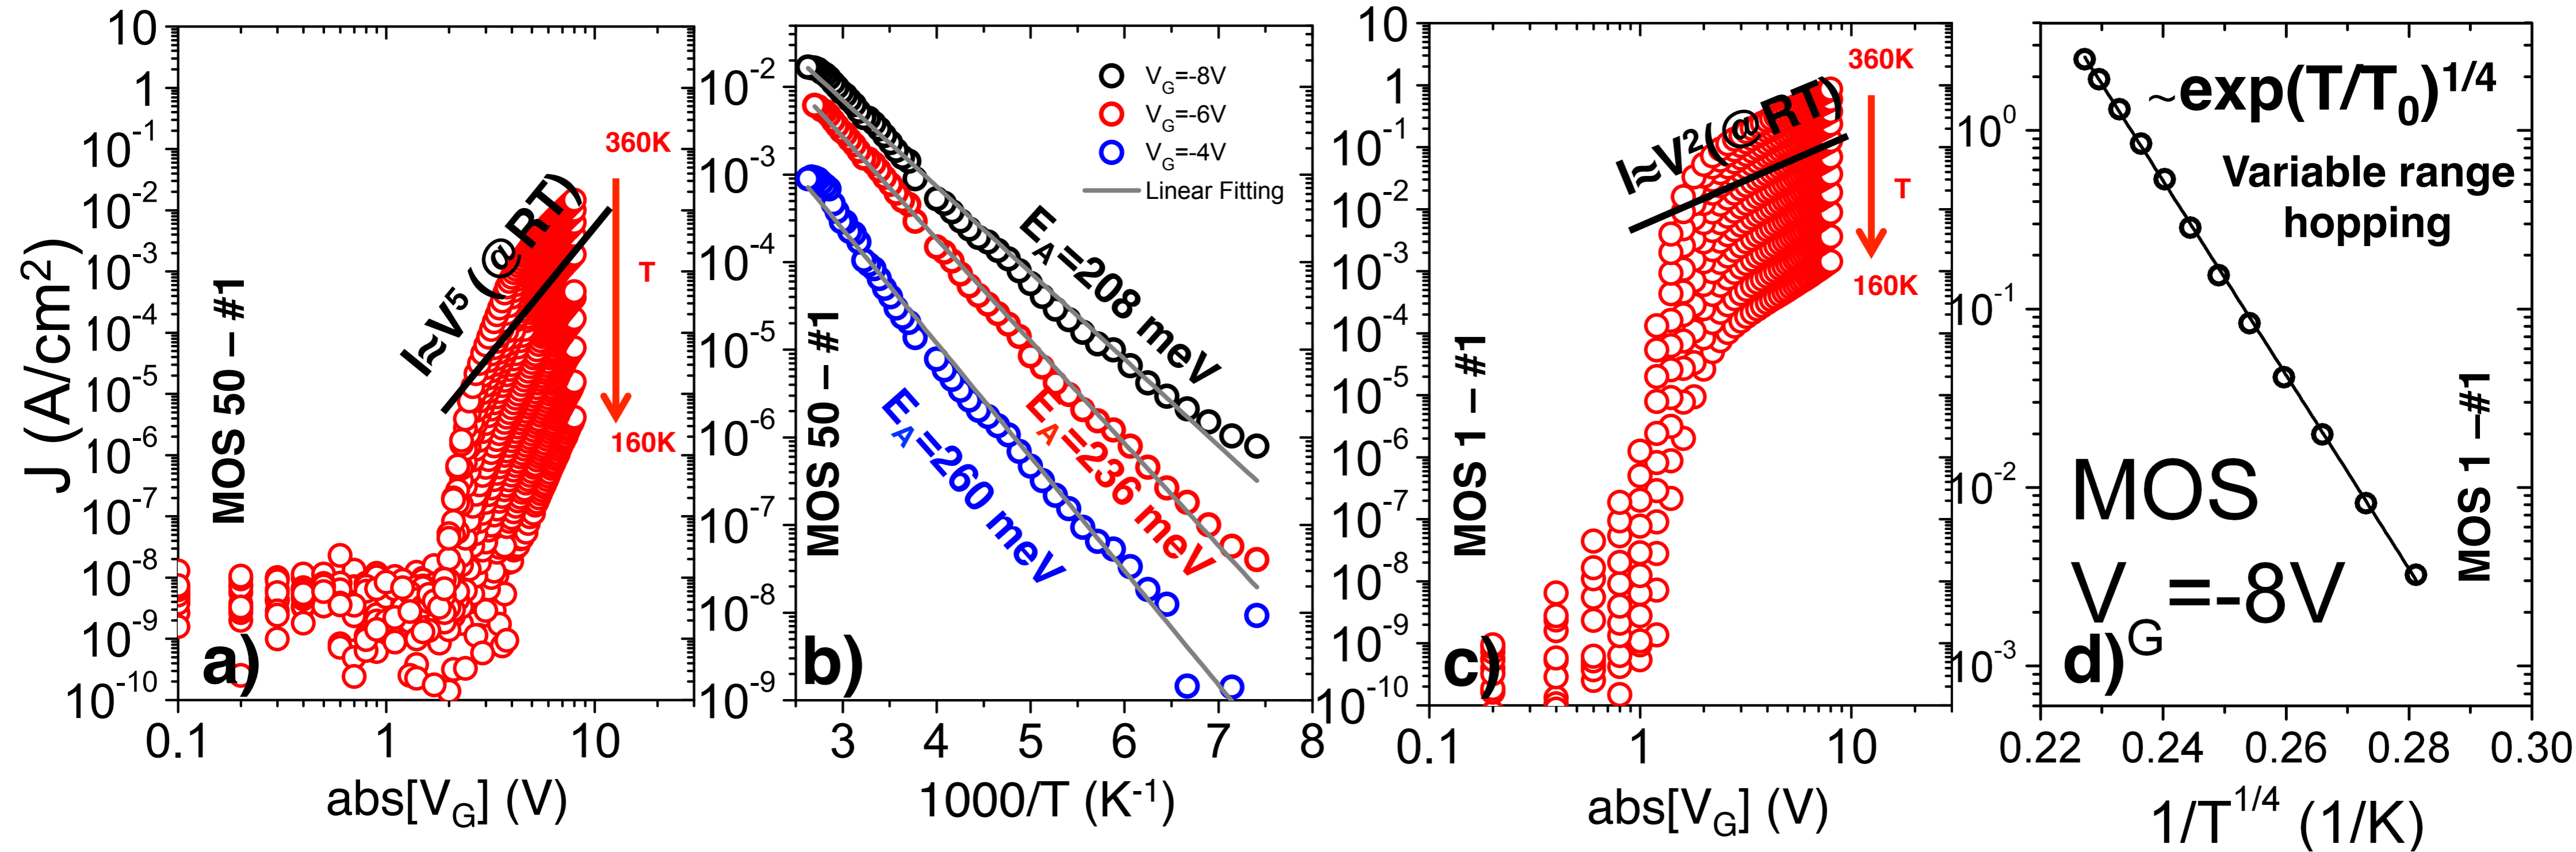 J (A/cm²)
10
1
10⁻¹
10⁻²
10⁻³
10⁻⁴
10⁻⁵
10⁻⁶
10⁻⁷
10⁻⁸
10⁻⁹
10⁻¹⁰
0.1
1
10
abs[V_G] (V)
MOS 50 – #1
I≈V⁵ (@RT)
360K
T
160K
a)
10⁻²
10⁻³
10⁻⁴
10⁻⁵
10⁻⁶
10⁻⁷
10⁻⁸
10⁻⁹
3
4
5
6
7
8
1000/T (K⁻¹)
V_G=-8V
V_G=-6V
V_G=-4V
Linear Fitting
E_A=208 meV
E_A=236 meV
E_A=260 meV
MOS 50 – #1
b)
10
1
10⁻¹
10⁻²
10⁻³
10⁻⁴
10⁻⁵
10⁻⁶
10⁻⁷
10⁻⁸
10⁻⁹
10⁻¹⁰
0.1
1
10
abs[V_G] (V)
MOS 1 – #1
I≈V²(@RT)
360K
T
160K
c)
10⁰
10⁻¹
10⁻²
10⁻³
0.22
0.24
0.26
0.28
0.30
1/T^1/4 (1/K)
~exp(T/T₀)^1/4
Variable range
hopping
MOS
V_G=-8V
MOS 1 –#1
d)